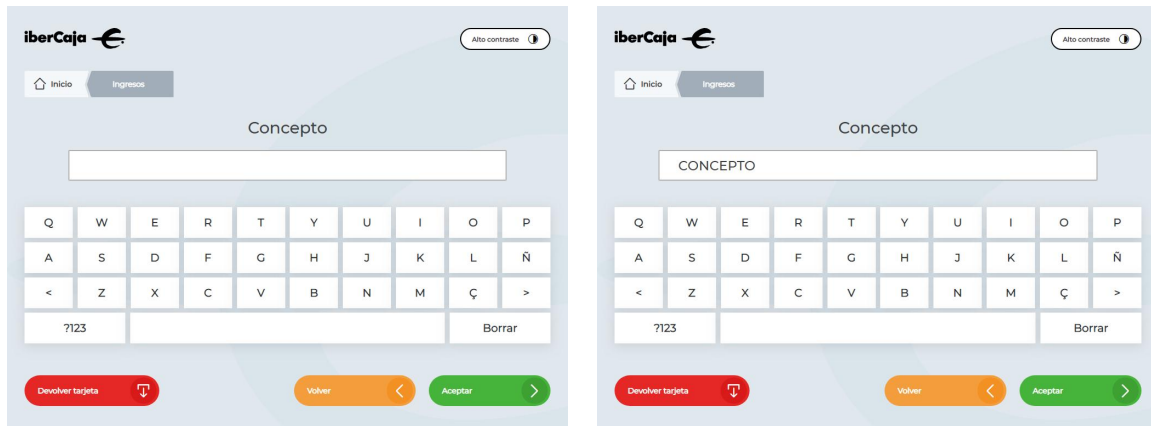 iberCaja
Alto contraste
Inicio
Ingresos
Concepto
Q W E R T Y U I O P
A S D F G H J K L Ñ
< Z X C V B N M Ç >
?123 Borrar
Devolver tarjeta
Volver
Aceptar
iberCaja
Alto contraste
Inicio
Ingresos
Concepto
CONCEPTO
Q W E R T Y U I O P
A S D F G H J K L Ñ
< Z X C V B N M Ç >
?123 Borrar
Devolver tarjeta
Volver
Aceptar